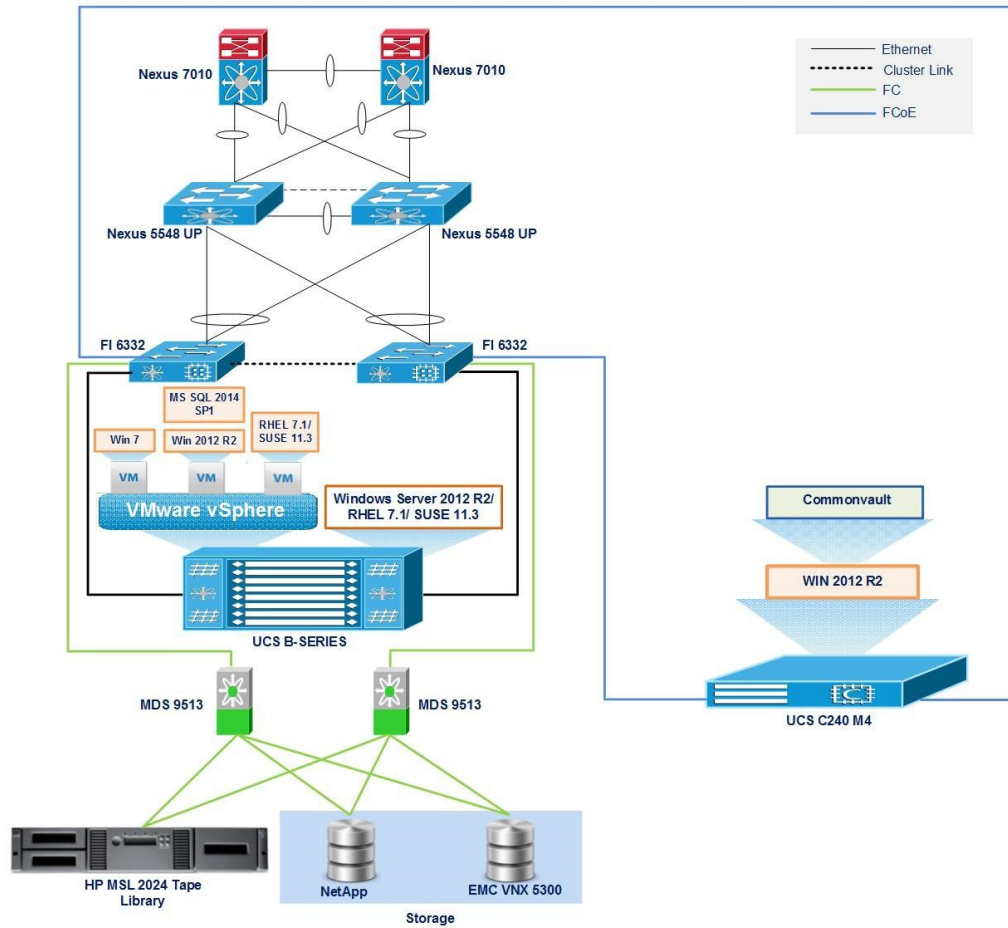 Nexus 7010
Nexus 7010
Ethernet
Cluster Link
FC
FCoE
Nexus 5548 UP
Nexus 5548 UP
FI 6332
FI 6332
MS SQL 2014
SP1
Win 7
Win 2012 R2
RHEL 7.1/
SUSE 11.3
VM
VM
VM
VMware vSphere
Windows Server 2012 R2/
RHEL 7.1/ SUSE 11.3
UCS B-SERIES
Commonvault
WIN 2012 R2
UCS C240 M4
MDS 9513
MDS 9513
HP MSL 2024 Tape
Library
NetApp
EMC VNX 5300
Storage